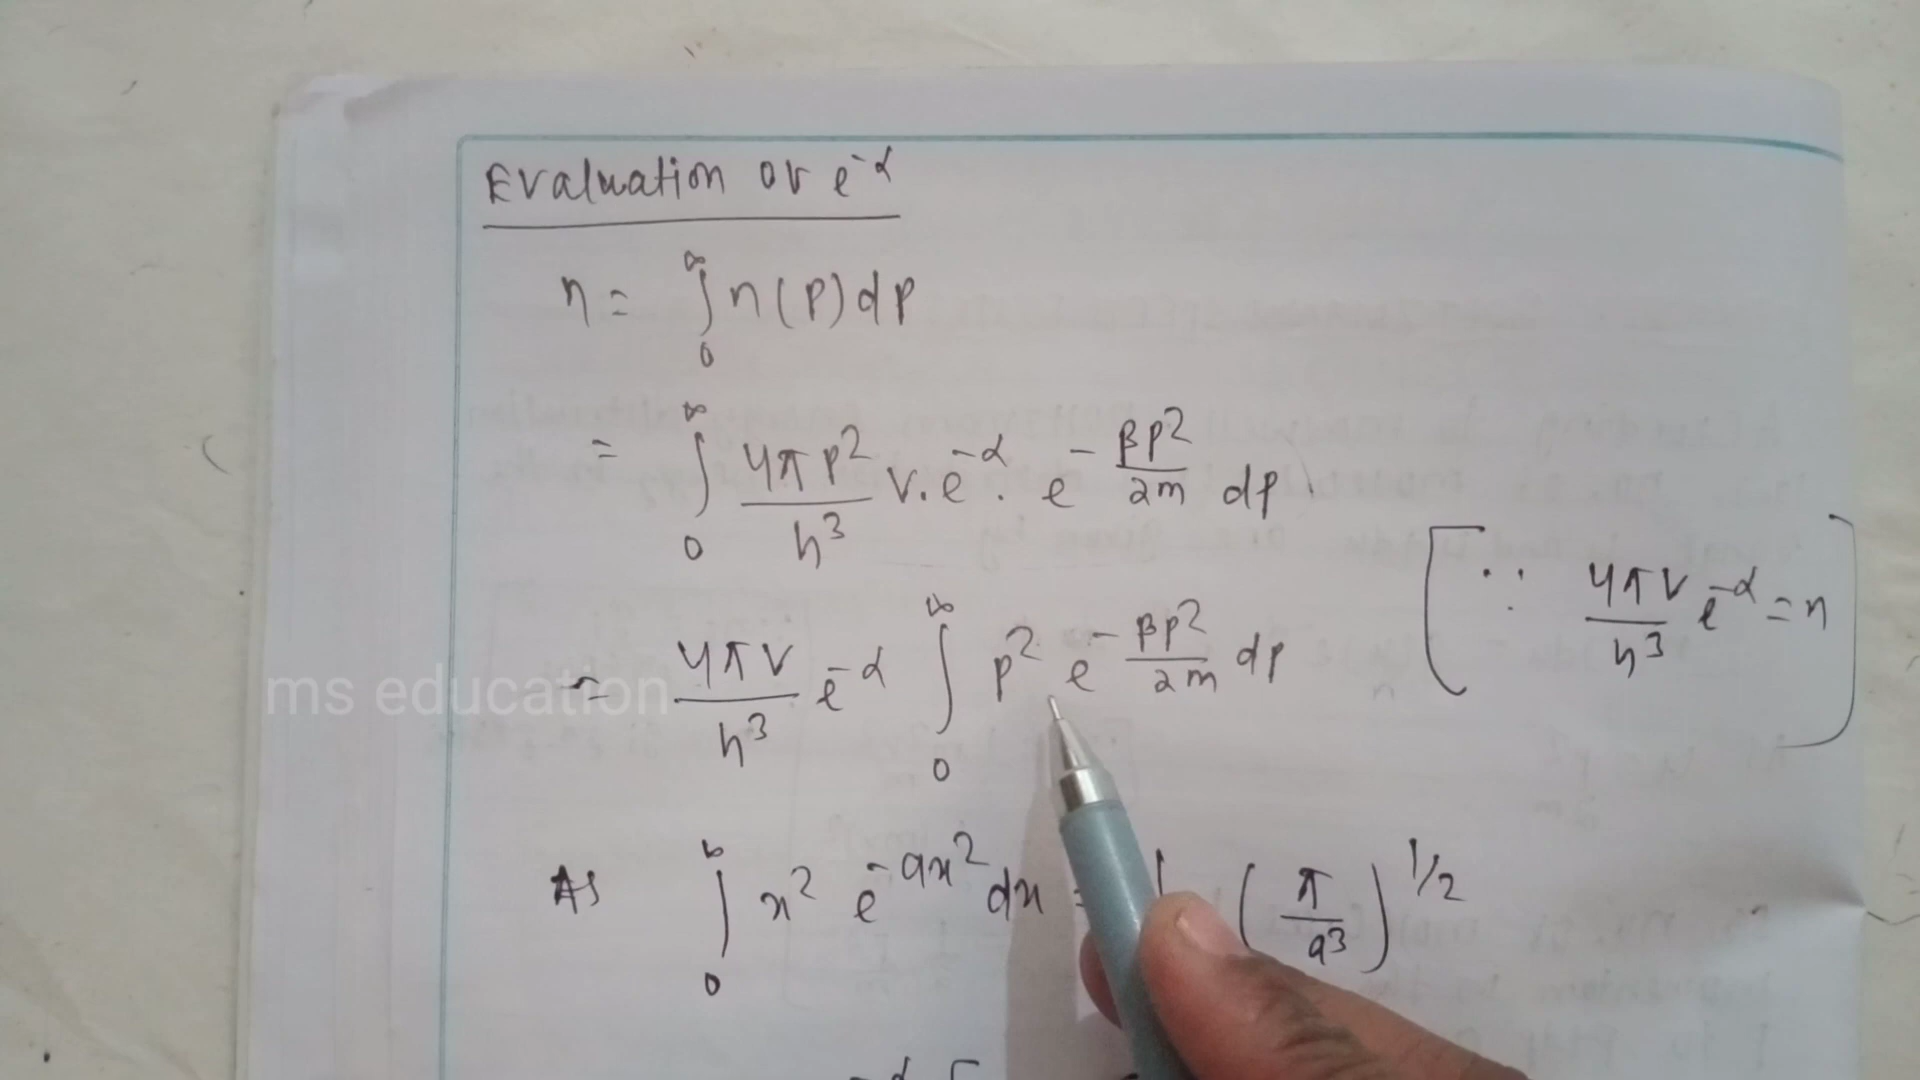 Evaluation of e^-α
n = ∫₀^∞ n(p)dp
= ∫₀^∞ 4πp²/h³ V. e^-α . e^-βp²/2m dp
= 4πV/h³ e^-α ∫₀^∞ p² e^-βp²/2m dp
[∵ 4πV/h³ e^-α = n]
ms education
As ∫₀^∞ x² e^-ax² dx = (π/a³)^1/2